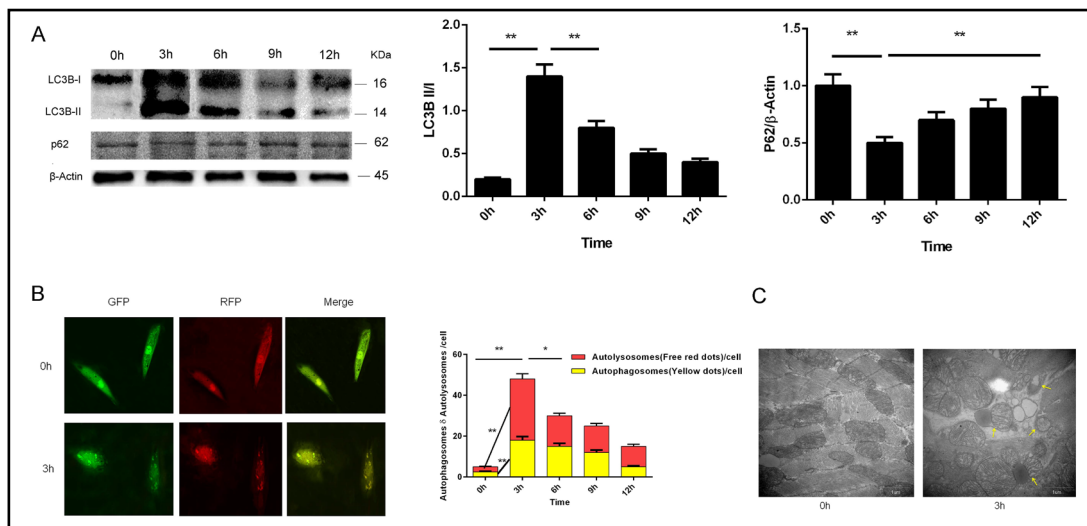 A
0h 3h 6h 9h 12h KDa
LC3B-I 16
LC3B-II 14
p62 62
β-Actin 45
LC3B II/I
2.0
1.5
1.0
0.5
0.0
** **
0h 3h 6h 9h 12h
Time
P62/β-Actin
1.5
1.0
0.5
0.0
** **
0h 3h 6h 9h 12h
Time
B
GFP RFP Merge
0h
3h
Autophagosomes δ Autolysosomes /cell
60
40
20
0
** *
**
**
Autolysosomes(Free red dots)/cell
Autophagosomes(Yellow dots)/cell
0h 3h 6h 9h 12h
Time
C
0h 3h